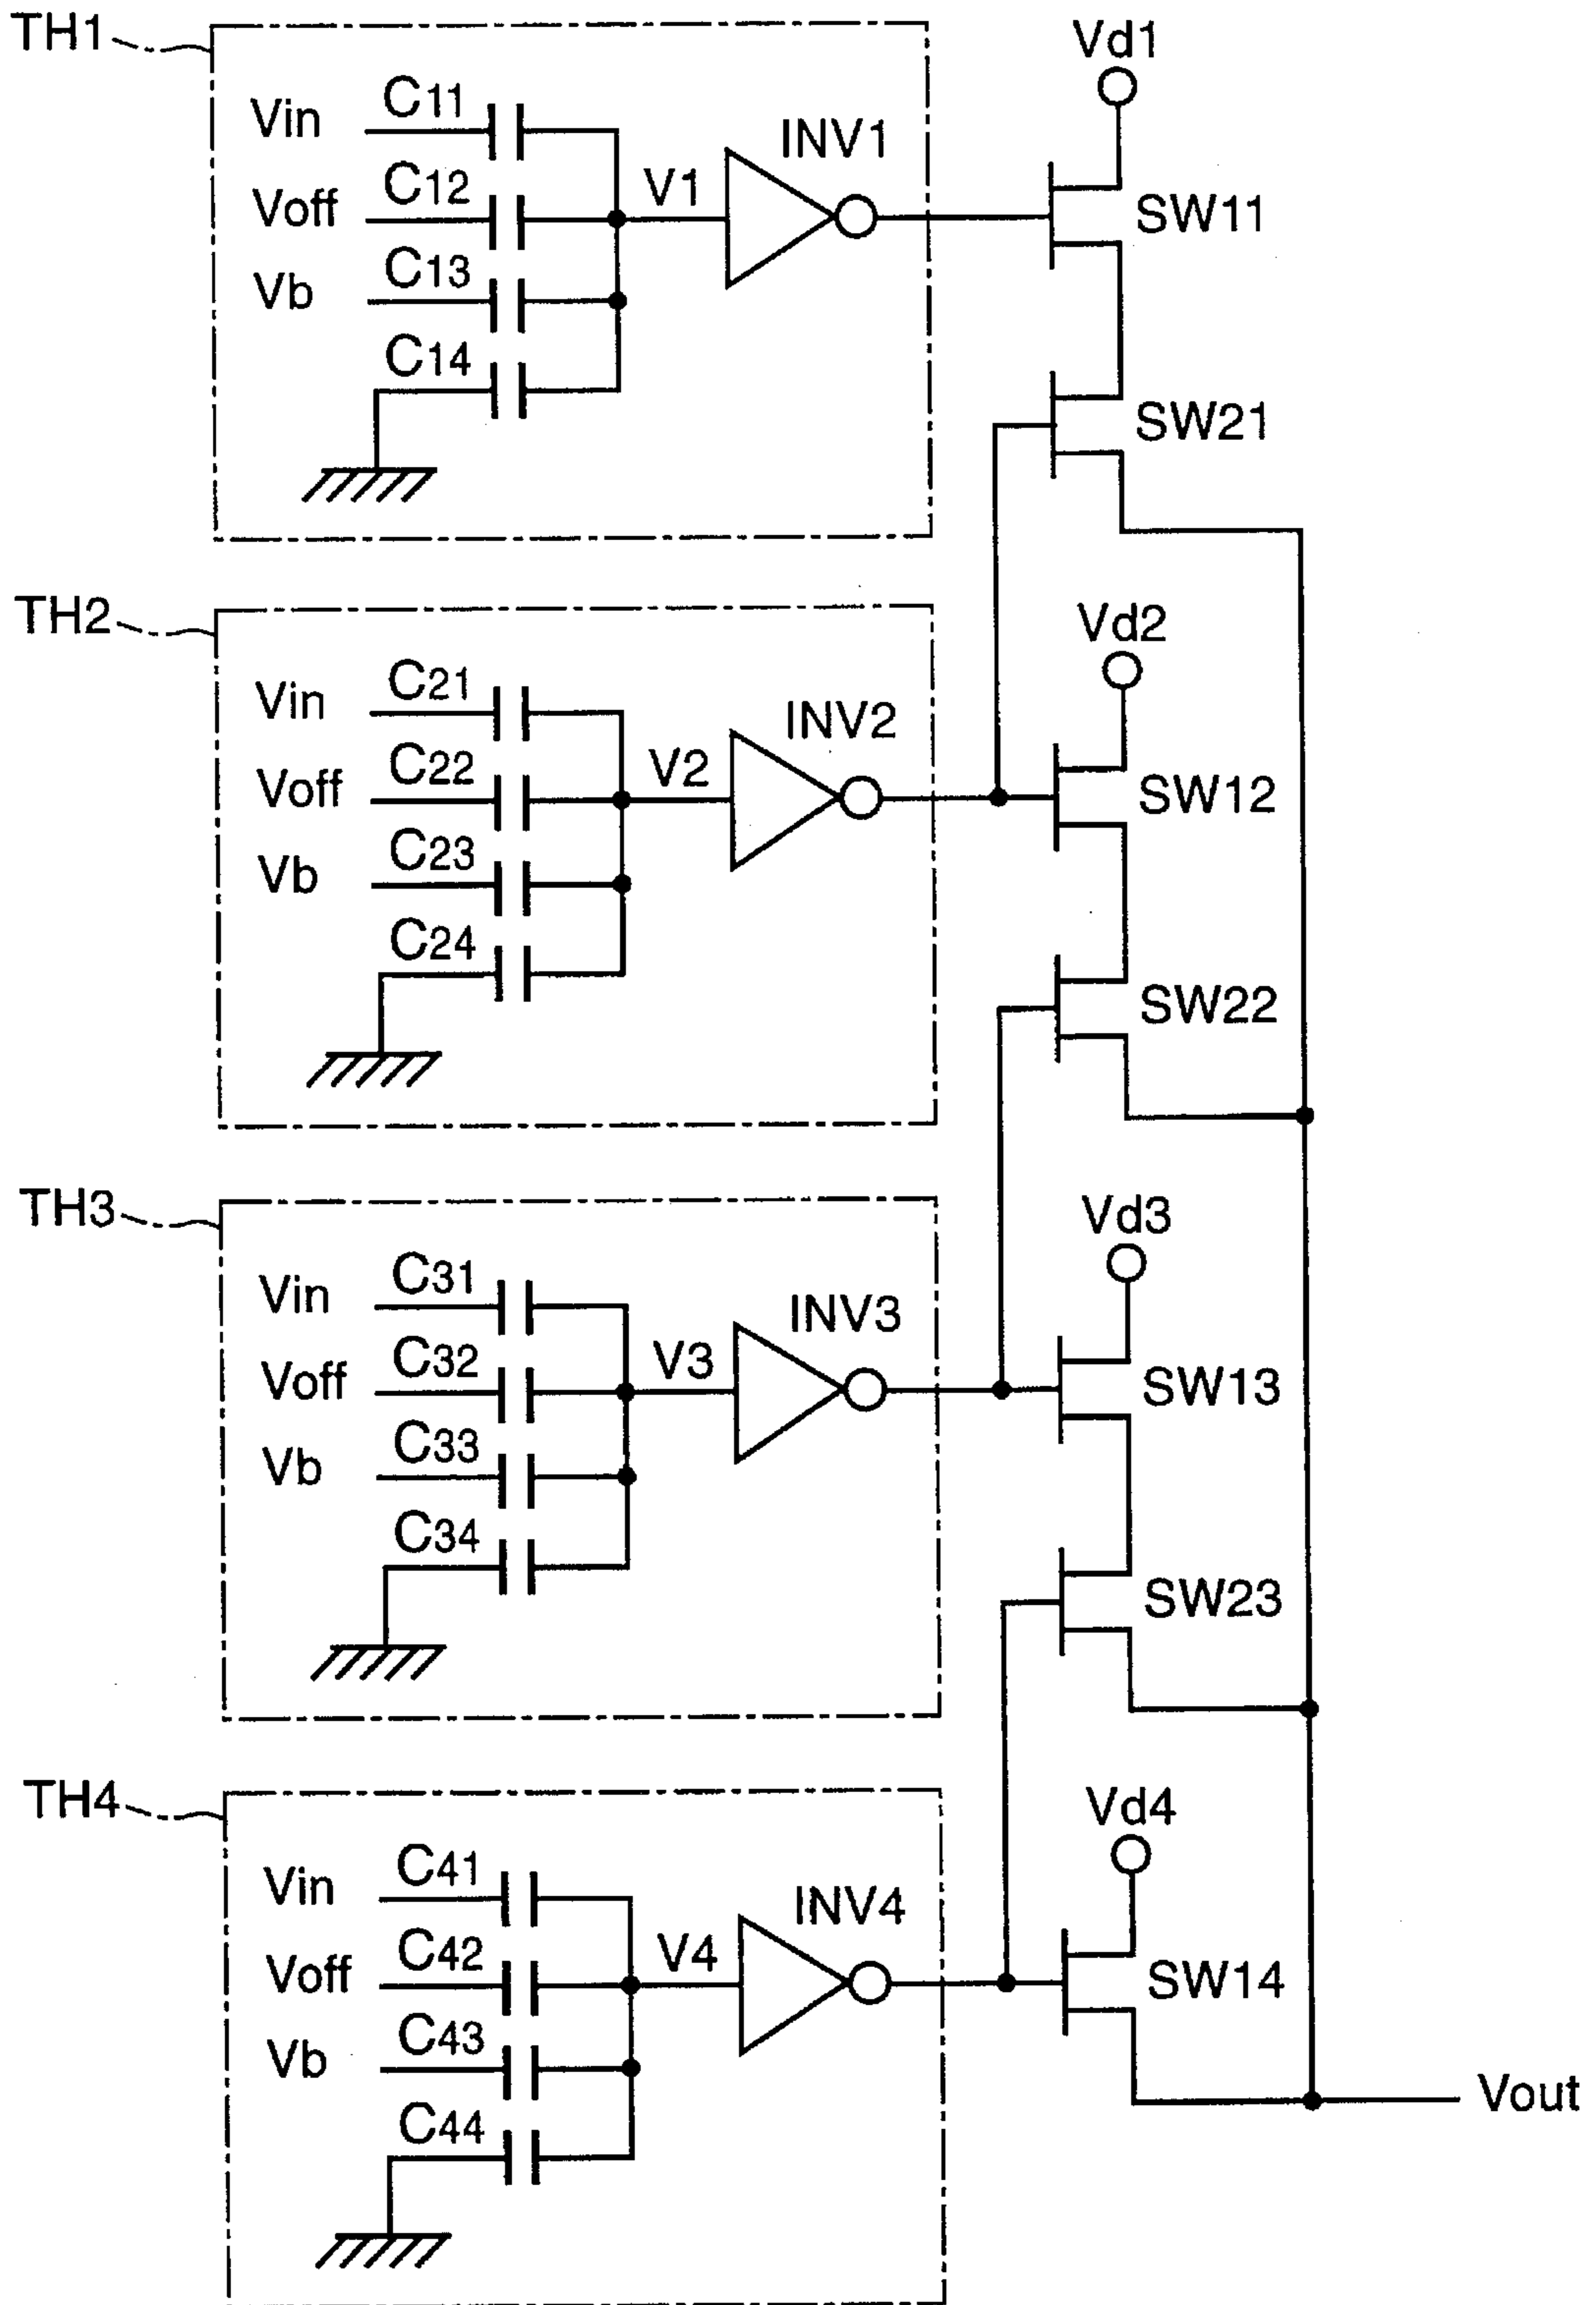 TH1
Vd1
Vin C11
INV1
Voff C12 V1
SW11
Vb C13
C14
SW21
TH2
Vd2
Vin C21
INV2
Voff C22 V2
SW12
Vb C23
C24
SW22
TH3
Vd3
Vin C31
INV3
Voff C32 V3
SW13
Vb C33
C34
SW23
TH4
Vd4
Vin C41
INV4
Voff C42 V4
SW14
Vb C43
Vout
C44